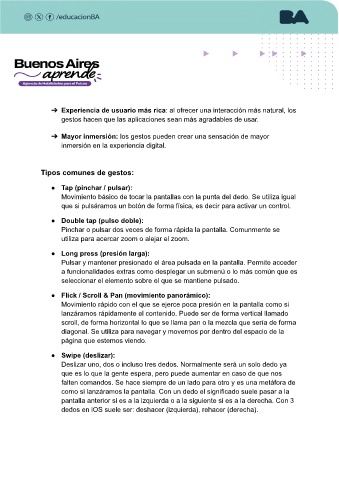 /educacionBA
BA
Buenos Aires
aprende
Agencia de Habilidades para el Futuro
➔ Experiencia de usuario más rica: al ofrecer una interacción más natural, los
gestos hacen que las aplicaciones sean más agradables de usar.
➔ Mayor inmersión: los gestos pueden crear una sensación de mayor
inmersión en la experiencia digital.
Tipos comunes de gestos:
● Tap (pinchar / pulsar):
Movimiento básico de tocar la pantallas con la punta del dedo. Se utiliza igual
que si pulsáramos un botón de forma física, es decir para activar un control.
● Double tap (pulso doble):
Pinchar o pulsar dos veces de forma rápida la pantalla. Comunmente se
utiliza para acercar zoom o alejar el zoom.
● Long press (presión larga):
Pulsar y mantener presionado el área pulsada en la pantalla. Permite acceder
a funcionalidades extras como desplegar un submenú o lo más común que es
seleccionar el elemento sobre el que se mantiene pulsado.
● Flick / Scroll & Pan (movimiento panorámico):
Movimiento rápido con el que se ejerce poca presión en la pantalla como si
lanzáramos rápidamente el contenido. Puede ser de forma vertical llamado
scroll, de forma horizontal lo que se llama pan o la mezcla que sería de forma
diagonal. Se utiliza para navegar y movernos por dentro del espacio de la
página que estemos viendo.
● Swipe (deslizar):
Deslizar uno, dos o incluso tres dedos. Normalmente será un solo dedo ya
que es lo que la gente espera, pero puede aumentar en caso de que nos
falten comandos. Se hace siempre de un lado para otro y es una metáfora de
como si lanzáramos la pantalla. Con un dedo el significado suele pasar a la
pantalla anterior si es a la izquierda o a la siguiente si es a la derecha. Con 3
dedos en iOS suele ser: deshacer (izquierda), rehacer (derecha).